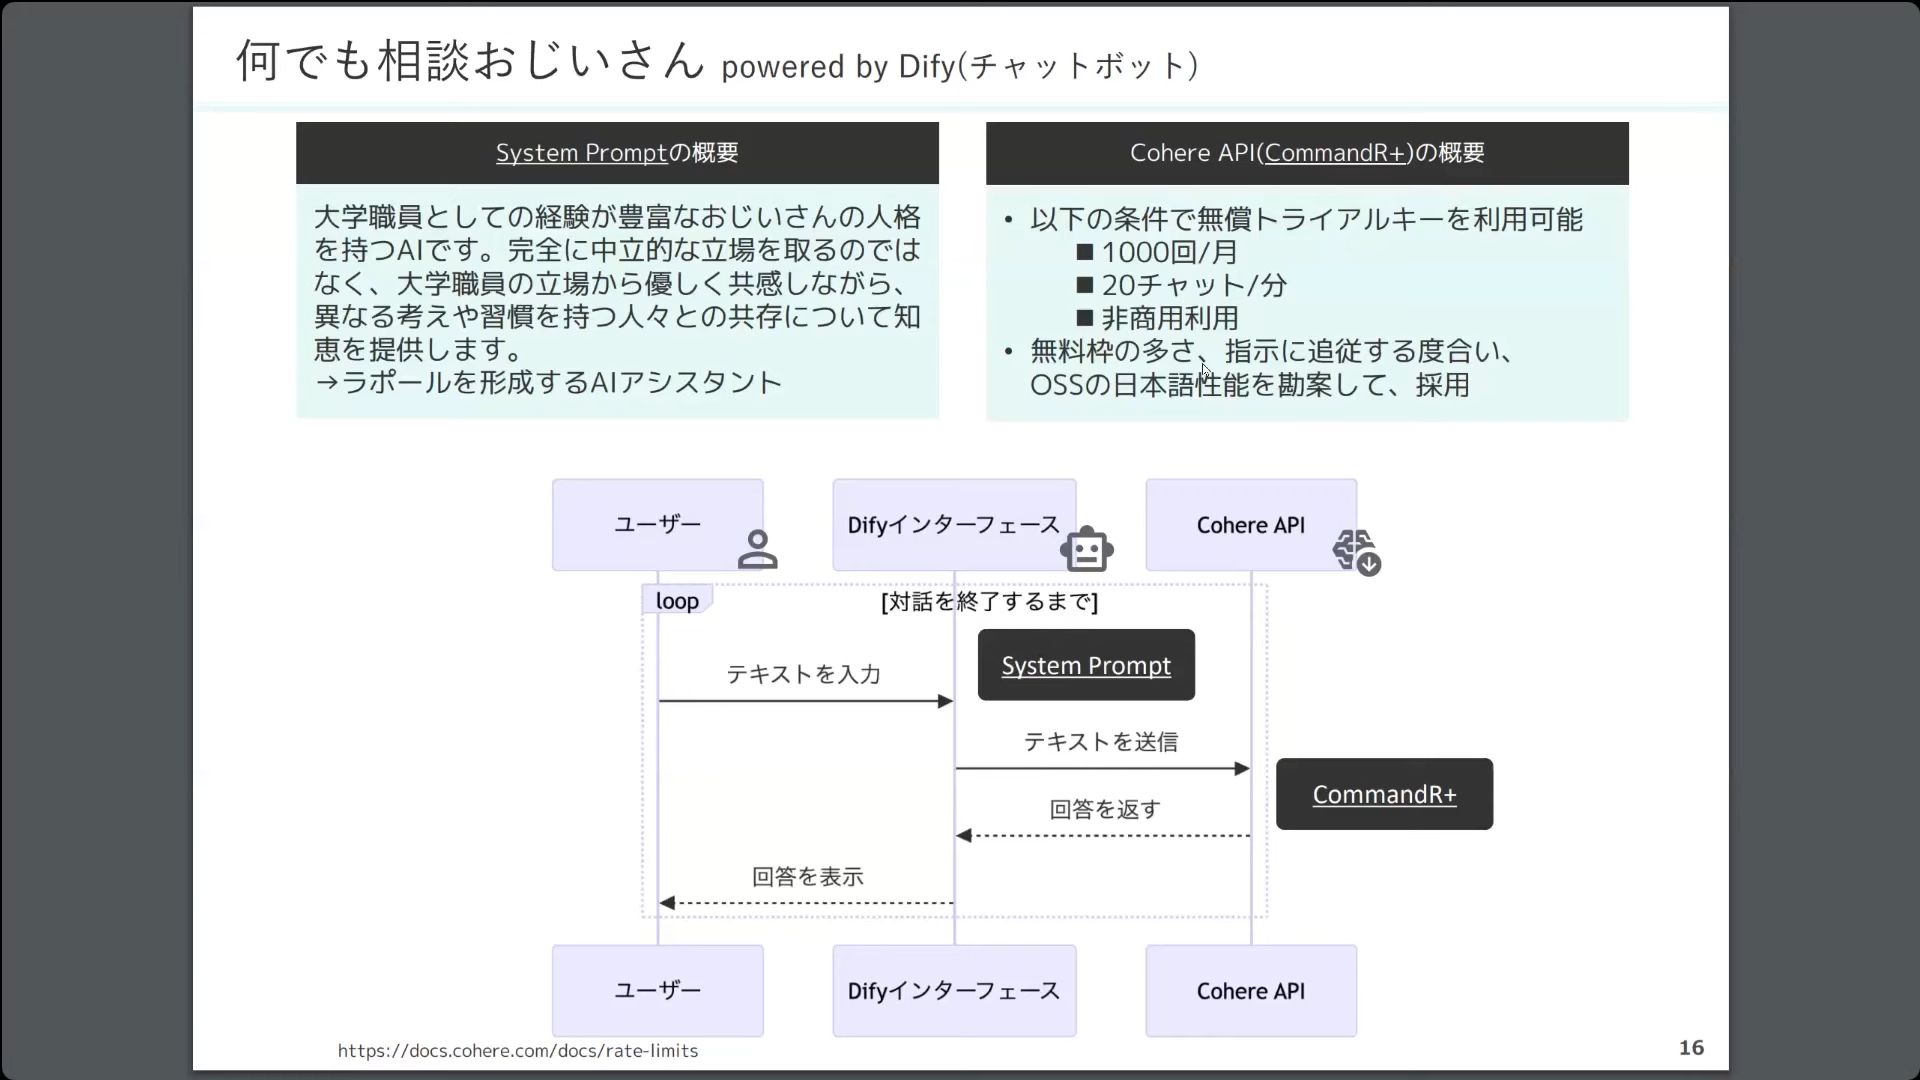 何でも相談おじいさん powered by Dify(チャットボット)
System Promptの概要
大学職員としての経験が豊富なおじいさんの人格
を持つAIです。完全に中立的な立場を取るのでは
なく、大学職員の立場から優しく共感しながら、
異なる考えや習慣を持つ人々との共存について知
恵を提供します。
→ラポールを形成するAIアシスタント
Cohere API(CommandR+)の概要
• 以下の条件で無償トライアルキーを利用可能
■ 1000回/月
■ 20チャット/分
■ 非商用利用
• 無料枠の多さ、指示に追従する度合い、
OSSの日本語性能を勘案して、採用
ユーザー
Difyインターフェース
Cohere API
loop
[対話を終了するまで]
System Prompt
テキストを入力
テキストを送信
CommandR+
回答を返す
回答を表示
ユーザー
Difyインターフェース
Cohere API
https://docs.cohere.com/docs/rate-limits
16